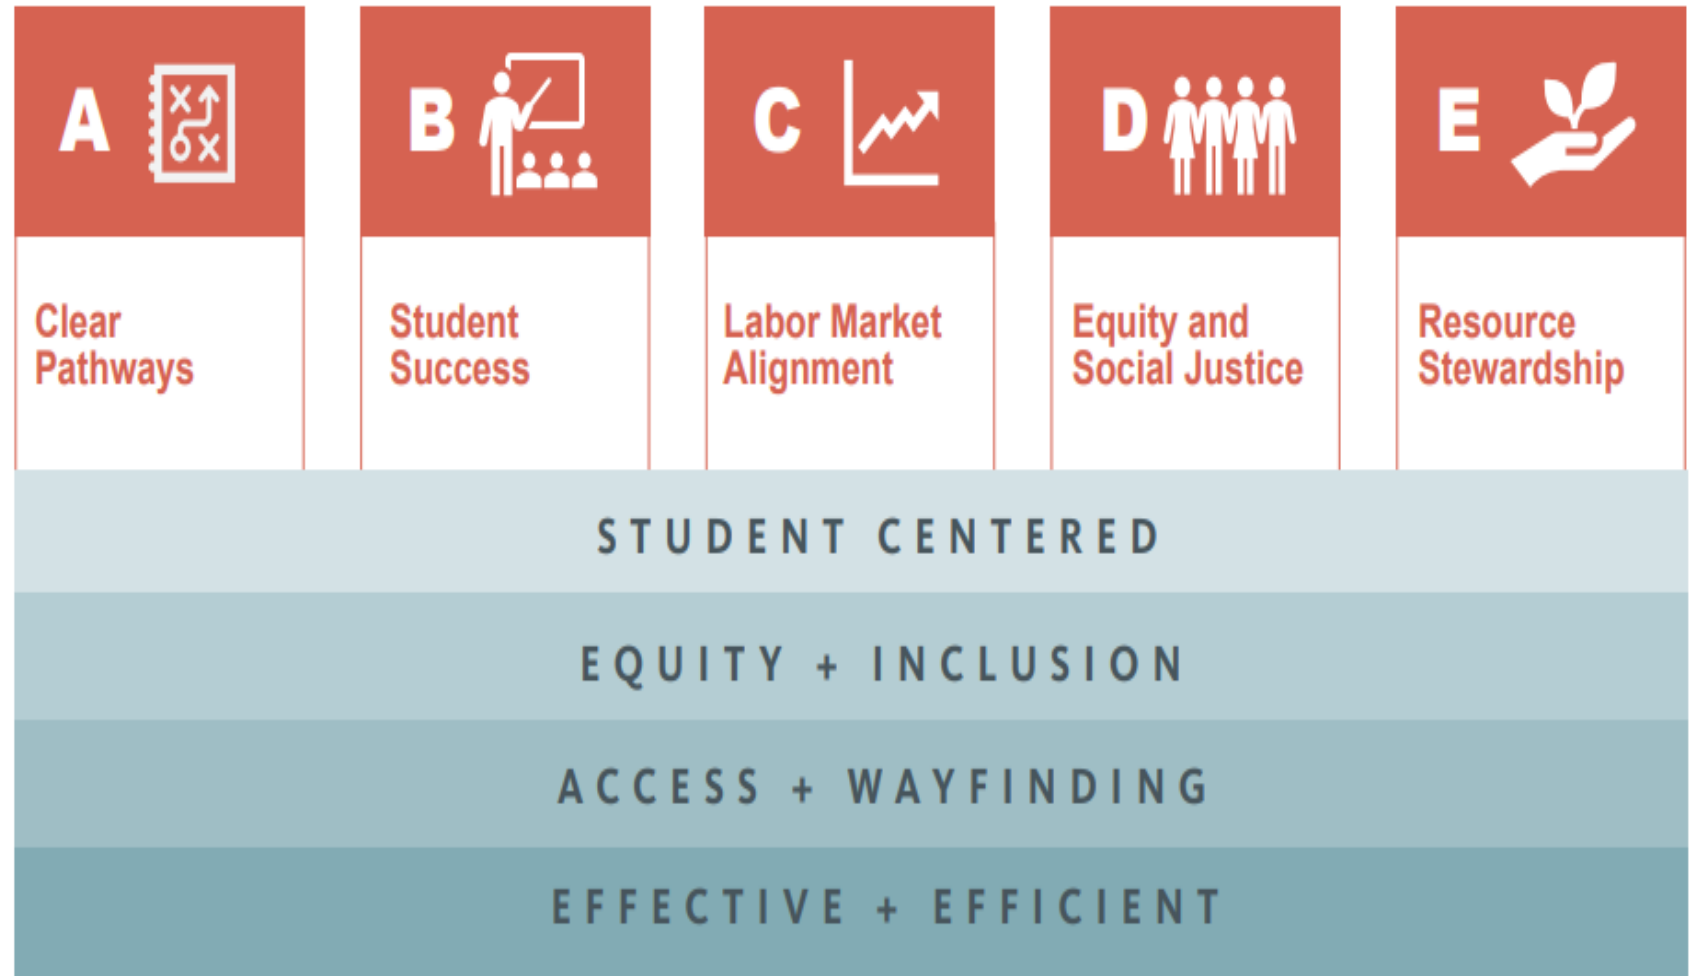 A
B
C
D
E
Clear
Pathways
Student
Success
Labor Market
Alignment
Equity and
Social Justice
Resource
Stewardship
STUDENT CENTERED
EQUITY + INCLUSION
ACCESS + WAYFINDING
EFFECTIVE + EFFICIENT